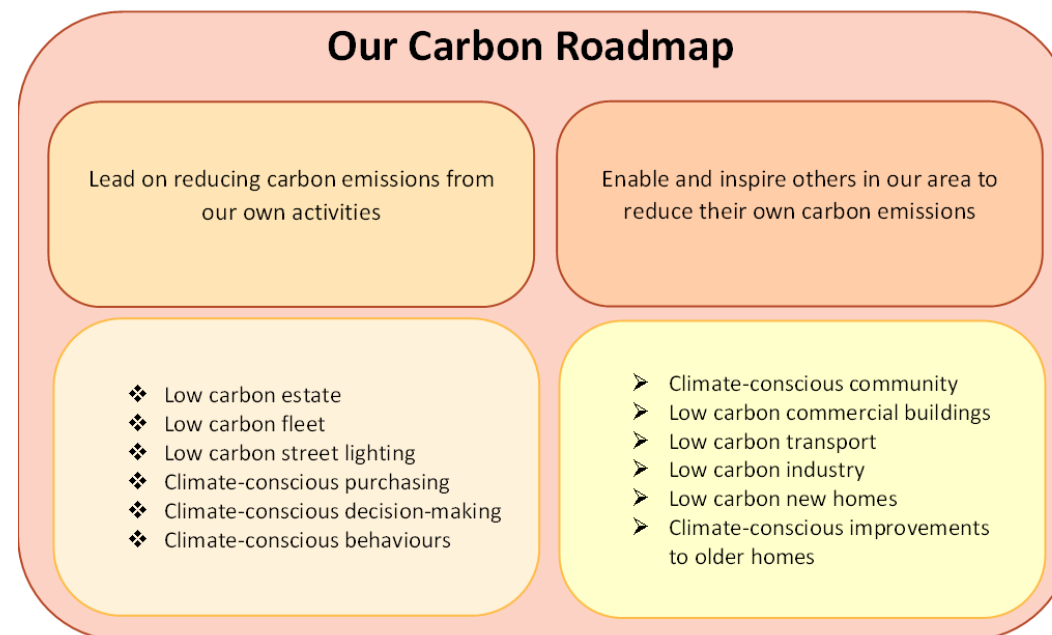 Our Carbon Roadmap
Lead on reducing carbon emissions from
our own activities
Enable and inspire others in our area to
reduce their own carbon emissions
❖ Low carbon estate
❖ Low carbon fleet
❖ Low carbon street lighting
❖ Climate-conscious purchasing
❖ Climate-conscious decision-making
❖ Climate-conscious behaviours
➢ Climate-conscious community
➢ Low carbon commercial buildings
➢ Low carbon transport
➢ Low carbon industry
➢ Low carbon new homes
➢ Climate-conscious improvements
to older homes